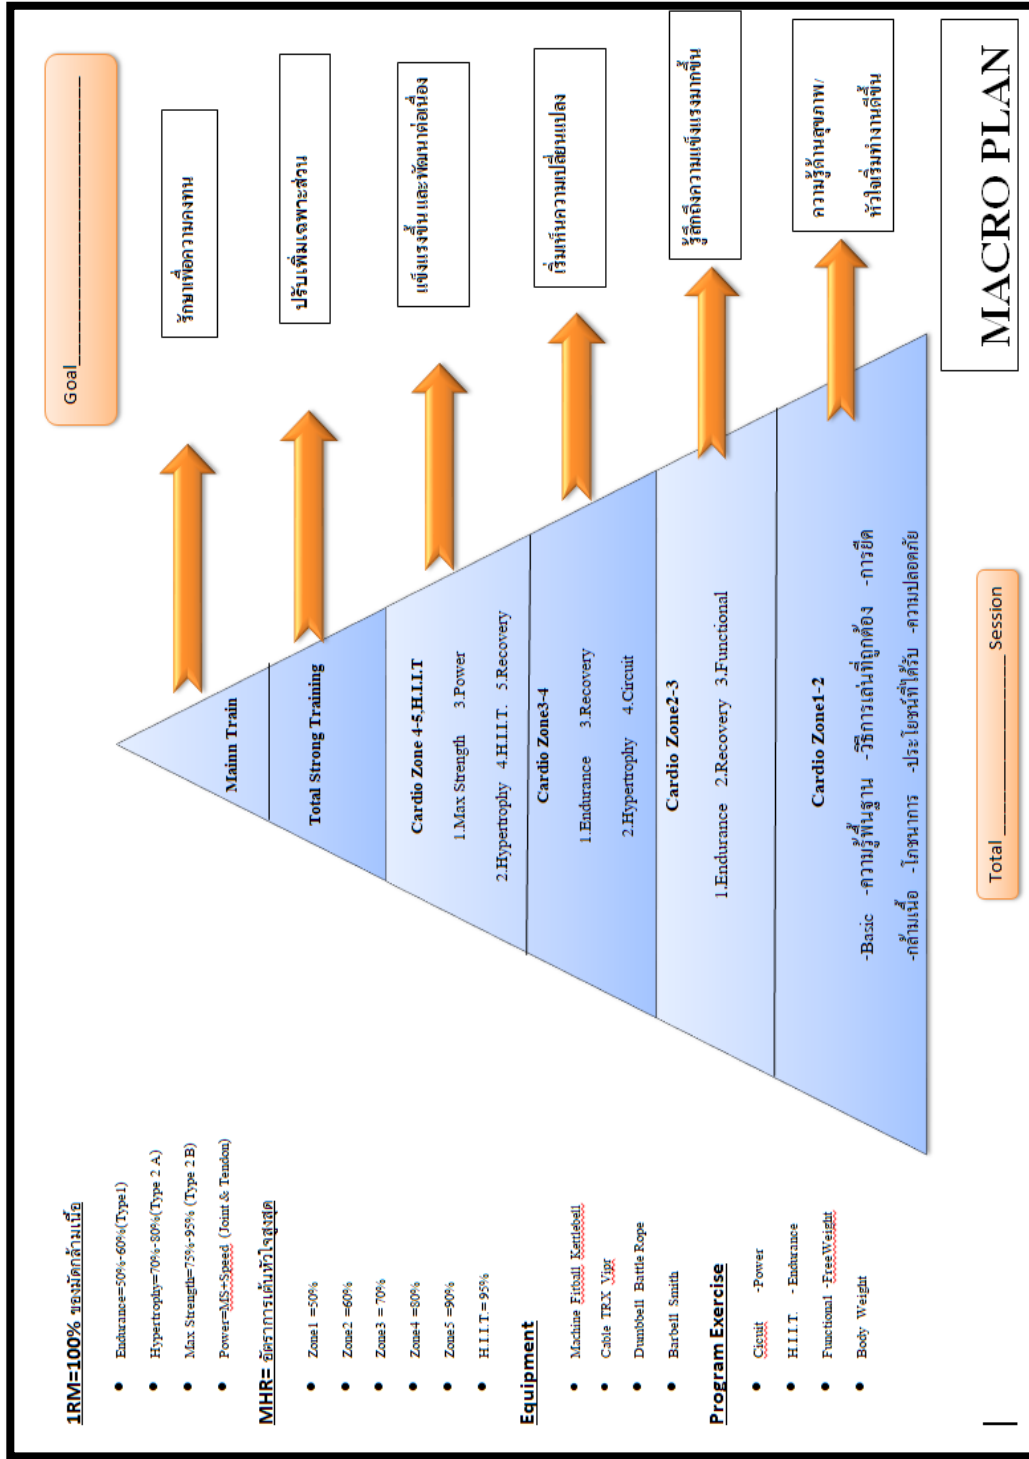 1RM=100% ของมัดกล้ามเนื้อ
Endurance=50%-60%(Type1)
Hypertrophy=70%-80%(Type 2 A)
Max Strength=75%-95% (Type 2B)
Power=MS+Speed (Joint & Tendon)
MHR= อัตราการเต้นหัวใจสูงสุด
Zone1 =50%
Zone2 =60%
Zone3 =70%
Zone4 =80%
Zone5 =90%
H.I.I.T.= 95%
Equipment
Machine Fitball Kettlebell
Cable TRX Vipr
Dumbbell Battle Rope
Barbell Smith
Program Exercise
Cicuit -Power
H.I.I.T. - Endurance
Functional -FreeWeight
Body Weight
Mainn Train
Total Strong Training
Cardio Zone 4-5,H.I.I.T
1.Max Strength 3.Power
2.Hypertrophy 4.H.I.I.T. 5.Recovery
Cardio Zone3-4
1.Endurance 3.Recovery
2.Hypertrophy 4.Circuit
Cardio Zone2-3
1.Endurance 2.Recovery 3.Functional
Cardio Zone1-2
-Basic -ความรู้พื้นฐาน -วิธีการเล่นที่ถูกต้อง -การยืด
-กล้ามเนื้อ -โภชนาการ -ประโยชน์ที่ได้รับ -ความปลอดภัย
Goal____________________
รักษาเพื่อความคงทน
ปรับเพิ่มเฉพาะส่วน
แข็งแรงขึ้น และพัฒนาต่อเนื่อง
เริ่มเห็นความเปลี่ยนแปลง
รู้สึกถึงความแข็งแรงมากขึ้น
ความรู้ด้านสุขภาพ/
หัวใจเริ่มทำงานดีขึ้น
Total ____________________ Session
MACRO PLAN